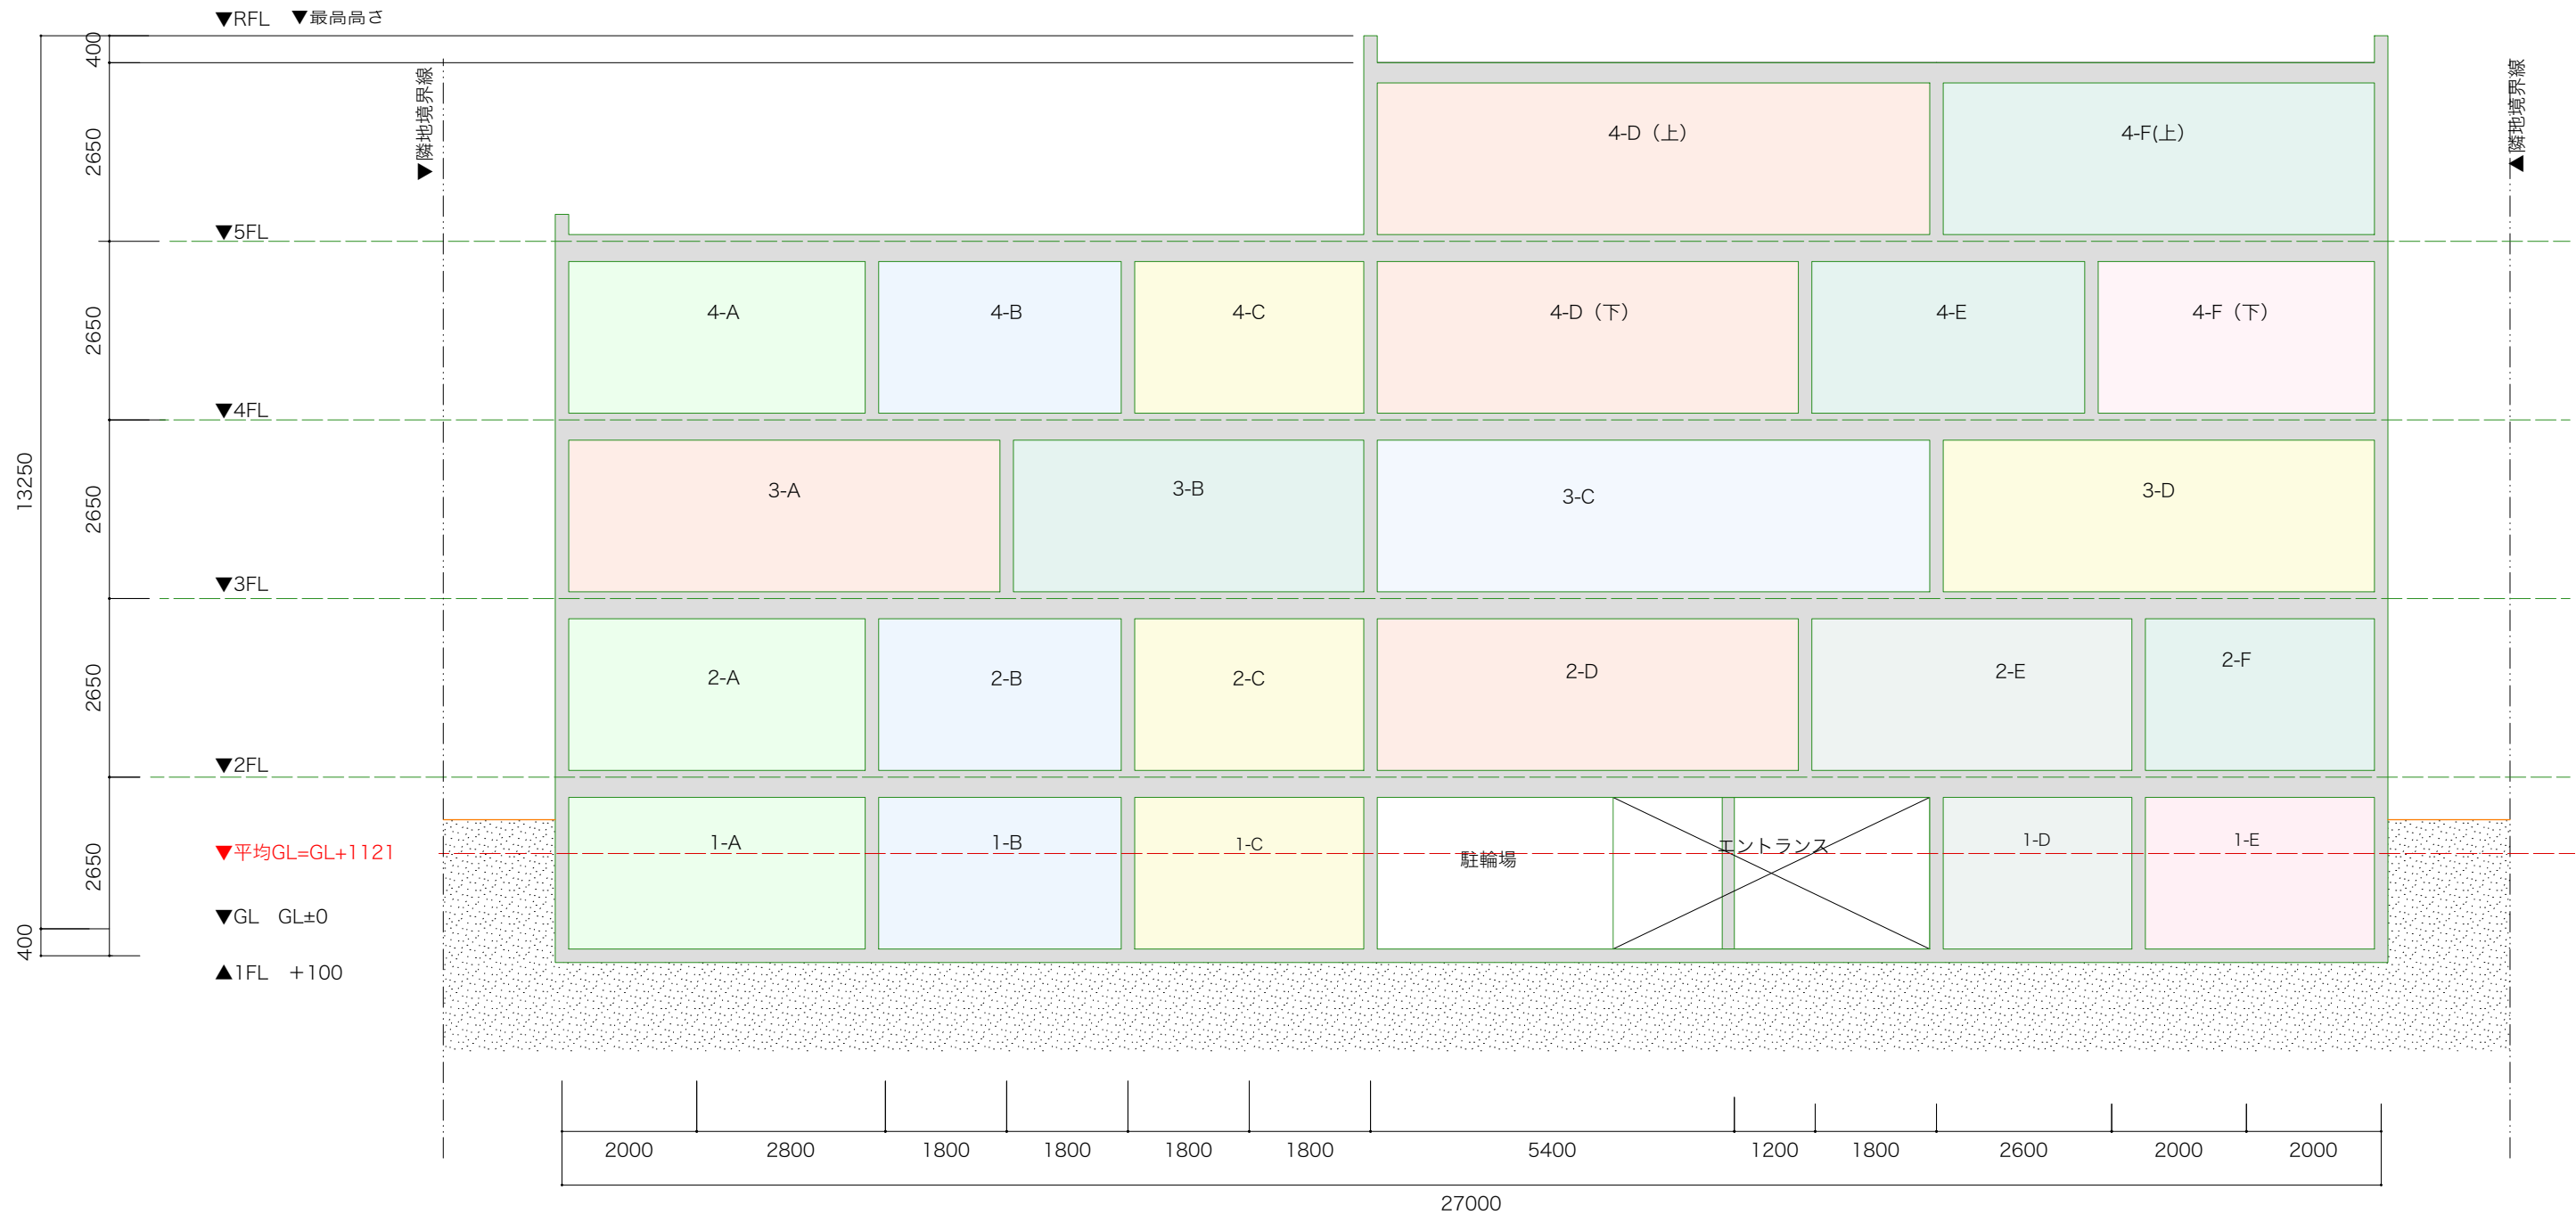 ▼RFL ▼最高高さ
400
▼隣地境界線
▲隣地境界線
2650
4-D（上）
4-F(上）
▼5FL
2650
4-A
4-B
4-C
4-D（下）
4-E
4-F（下）
▼4FL
13250
2650
3-A
3-B
3-C
3-D
▼3FL
2650
2-A
2-B
2-C
2-D
2-E
2-F
▼2FL
2650
1-A
1-B
1-C
駐輪場
エントランス
1-D
1-E
▼平均GL=GL+1121
▼GL GL±0
400
▲1FL ＋100
2000 2800 1800 1800 1800 1800 5400 1200 1800 2600 2000 2000
27000